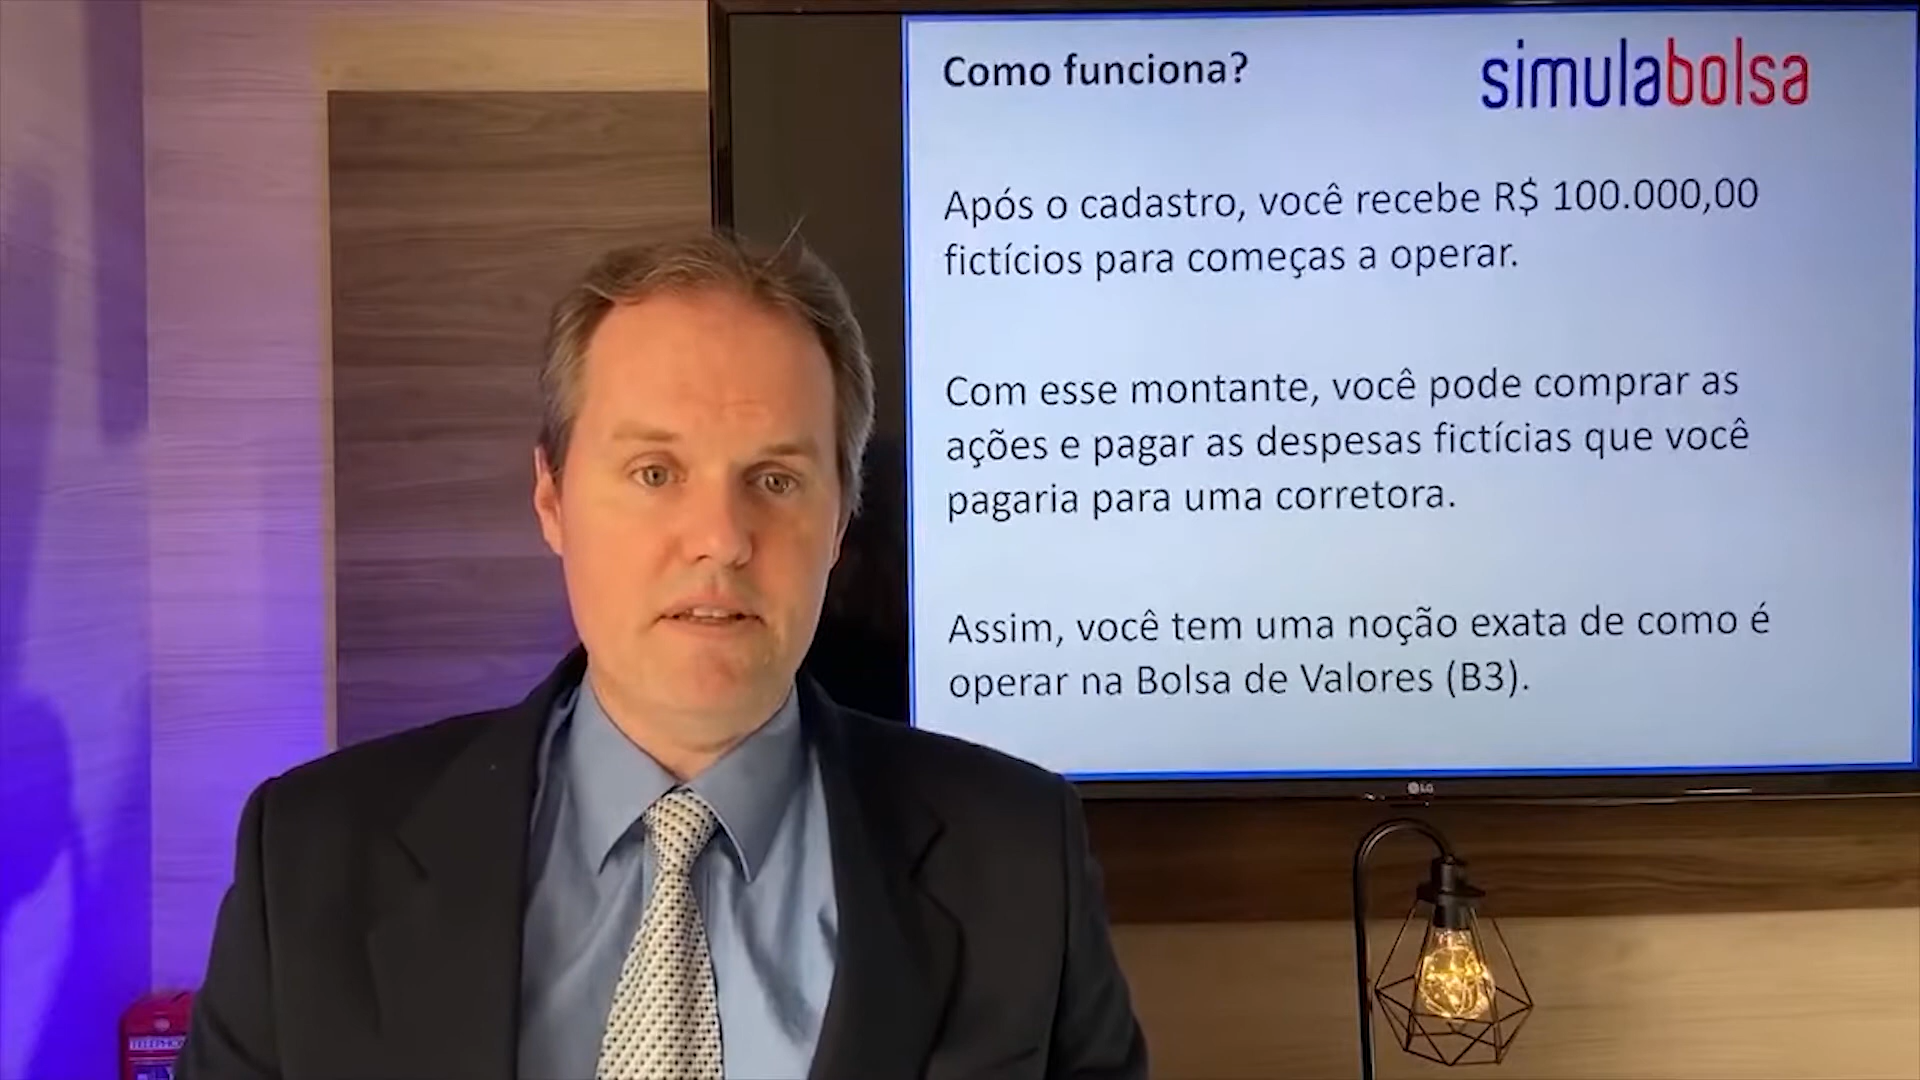 Como funciona?
simulabolsa
Após o cadastro, você recebe R$ 100.000,00
fictícios para começas a operar.
Com esse montante, você pode comprar as
ações e pagar as despesas fictícias que você
pagaria para uma corretora.
Assim, você tem uma noção exata de como é
operar na Bolsa de Valores (B3).
LG
TELEPHO